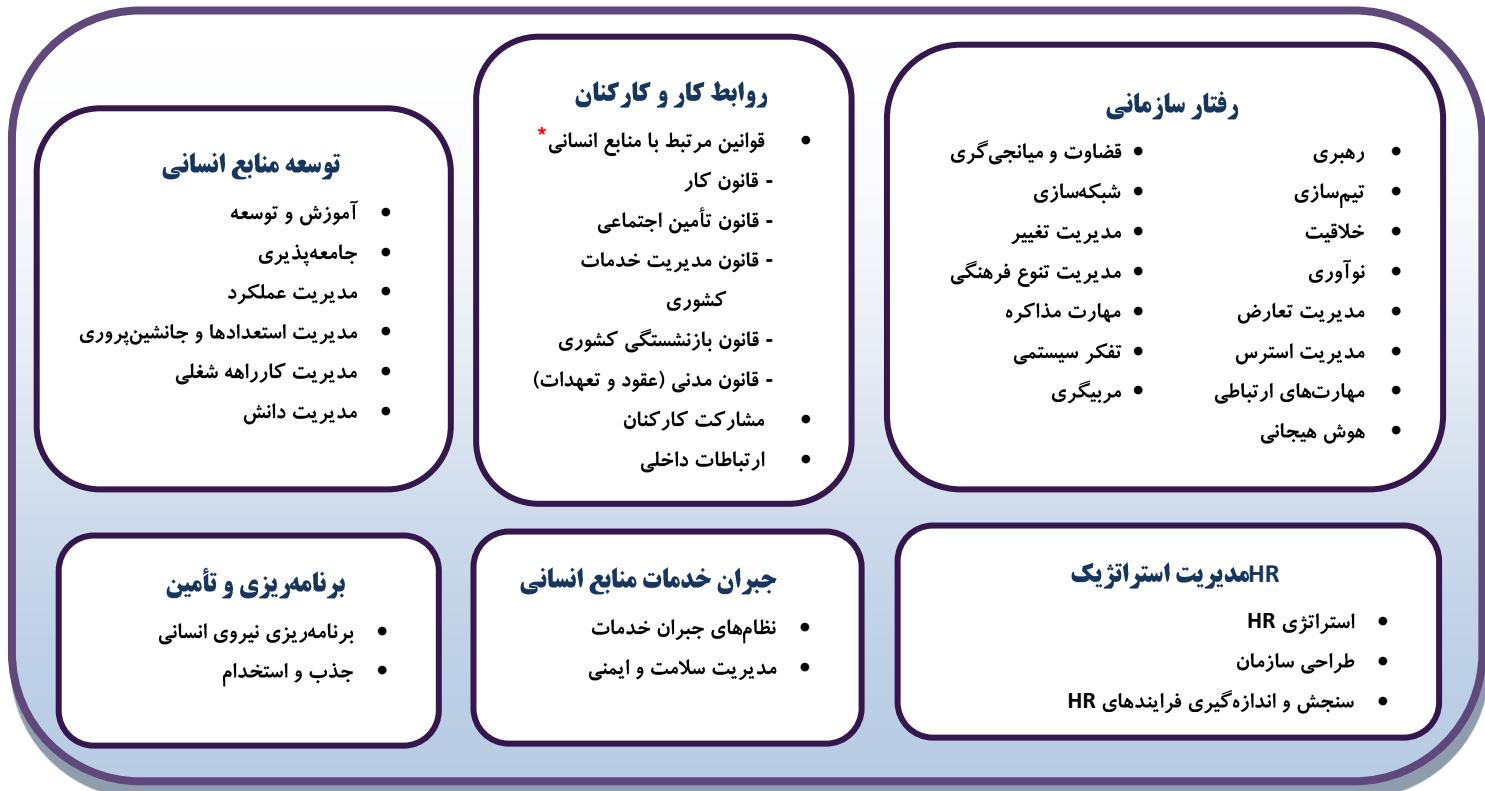 رفتار سازمانی
• رهبری
• تیم‌سازی
• خلاقیت
• نوآوری
• مدیریت تعارض
• مدیریت استرس
• مهارت‌های ارتباطی
• هوش هیجانی
• قضاوت و میانجی‌گری
• شبکه‌سازی
• مدیریت تغییر
• مدیریت تنوع فرهنگی
• مهارت مذاکره
• تفکر سیستمی
• مربیگری
روابط کار و کارکنان
• قوانین مرتبط با منابع انسانی*
- قانون کار
- قانون تأمین اجتماعی
- قانون مدیریت خدمات
کشوری
- قانون بازنشستگی کشوری
- قانون مدنی (عقود و تعهدات)
• مشارکت کارکنان
• ارتباطات داخلی
توسعه منابع انسانی
• آموزش و توسعه
• جامعه‌پذیری
• مدیریت عملکرد
• مدیریت استعدادها و جانشین‌پروری
• مدیریت کارراهه شغلی
• مدیریت دانش
HRمدیریت استراتژیک
• استراتژی HR
• طراحی سازمان
• سنجش و اندازه‌گیری فرایندهای HR
جبران خدمات منابع انسانی
• نظام‌های جبران خدمات
• مدیریت سلامت و ایمنی
برنامه‌ریزی و تأمین
• برنامه‌ریزی نیروی انسانی
• جذب و استخدام